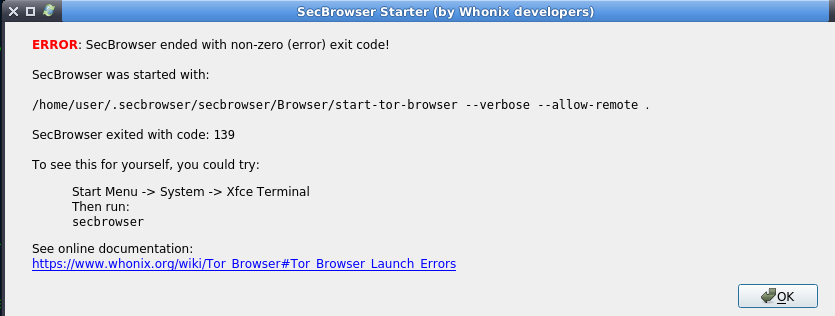 SecBrowser Starter (by Whonix developers)
ERROR: SecBrowser ended with non-zero (error) exit code!
SecBrowser was started with:
/home/user/.secbrowser/secbrowser/Browser/start-tor-browser --verbose --allow-remote .
SecBrowser exited with code: 139
To see this for yourself, you could try:
Start Menu -> System -> Xfce Terminal
Then run:
secbrowser
See online documentation:
https://www.whonix.org/wiki/Tor_Browser#Tor_Browser_Launch_Errors
OK